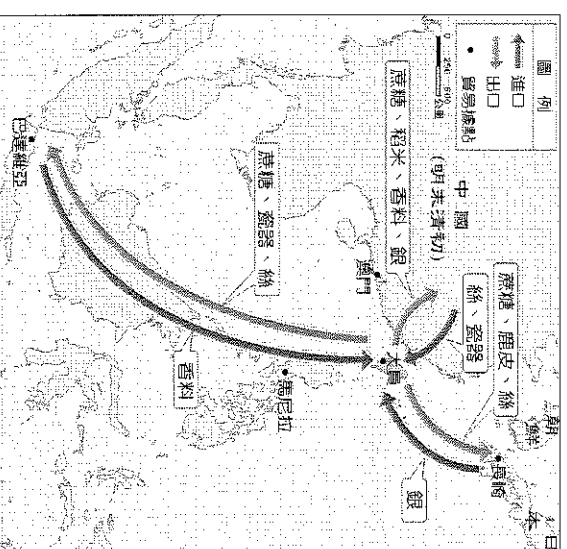 圖例
進口
出口
貿易據點
0 250 500公里
中國
(明末清初)
朝鮮
日本
長崎
蔗糖、鹿皮、絲
絲、瓷器
銀
蔗糖、稻米、香料、銀
大員
澳門
馬尼拉
蔗糖、瓷器、絲
香料
巴達維亞